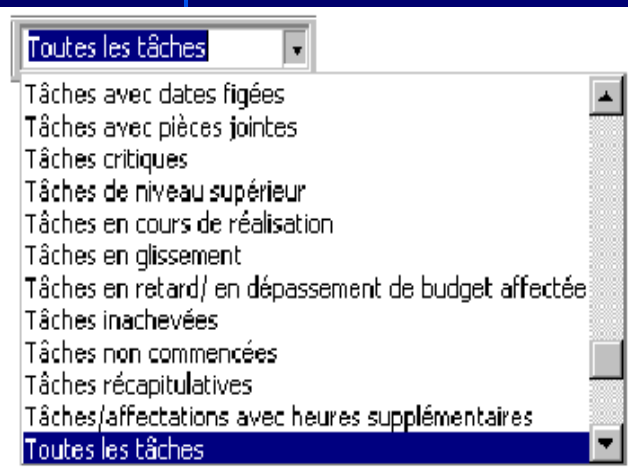 Toutes les tâches
Tâches avec dates figées
Tâches avec pièces jointes
Tâches critiques
Tâches de niveau supérieur
Tâches en cours de réalisation
Tâches en glissement
Tâches en retard/ en dépassement de budget affectée
Tâches inachevées
Tâches non commencées
Tâches récapitulatives
Tâches/affectations avec heures supplémentaires
Toutes les tâches